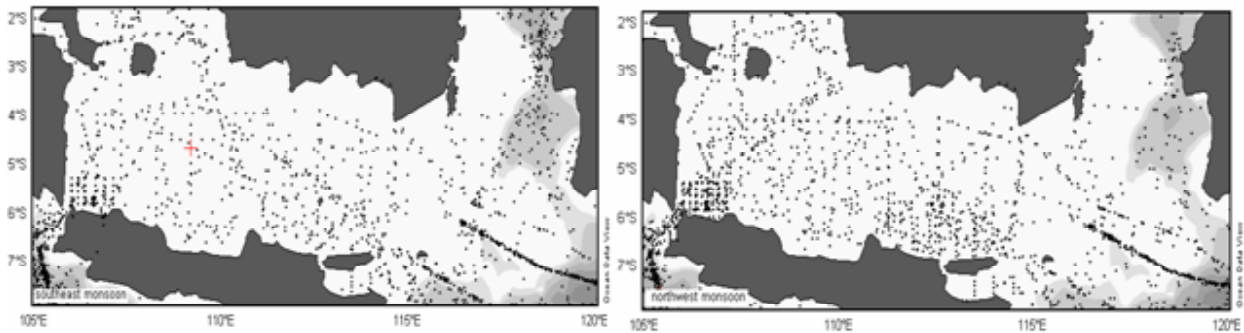 2°S
3°S
4°S
5°S
6°S
7°S
southeast monsoon
105°E
110°E
115°E
120°E
Ocean Data View
2°S
3°S
4°S
5°S
6°S
7°S
northwest monsoon
105°E
110°E
115°E
120°E
Ocean Data View